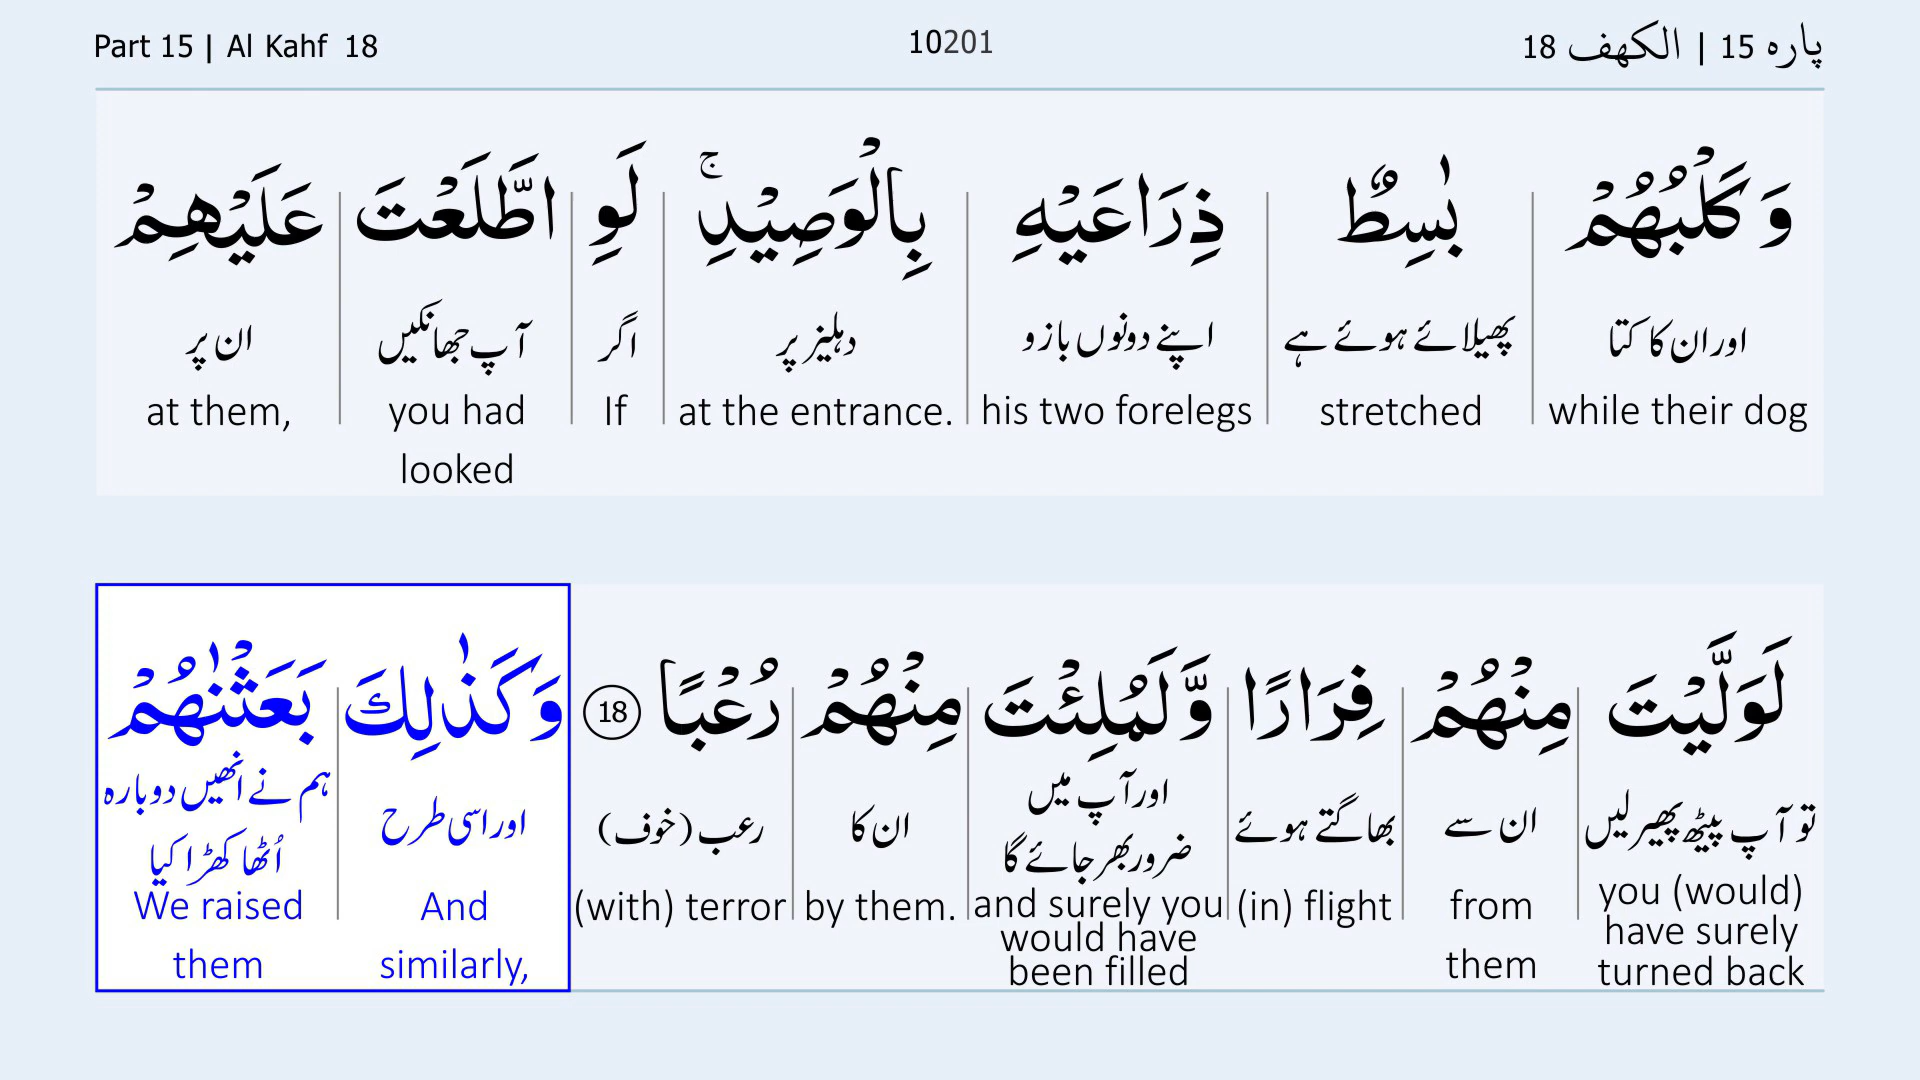 Part 15 | Al Kahf 18
10201
پارہ 15 | الکهف 18
وَكَلْبُهُمْ بٰسِطٌ ذِرَاعَيْهِ بِالْوَصِيْدِ ۚ لَوِ اطَّلَعْتَ عَلَيْهِمْ
اور ان کا کتا پھیلائے ہوئے ہے اپنے دونوں بازو دہلیز پر اگر آپ جھانکیں ان پر
while their dog stretched his two forelegs at the entrance. If you had looked at them,
لَوَلَّيْتَ مِنْهُمْ فِرَارًا وَّلَمُلِئْتَ مِنْهُمْ رُعْبًا 18 وَكَذٰلِكَ بَعَثْنٰهُمْ
تو آپ پیٹھ پھیر لیں ان سے بھاگتے ہوئے اور آپ میں ضرور بھر جائے گا ان کا رعب (خوف) اور اسی طرح ہم نے انھیں دوبارہ اُٹھا کھڑا کیا
you (would) have surely turned back from them (in) flight and surely you would have been filled by them. (with) terror And similarly, We raised them